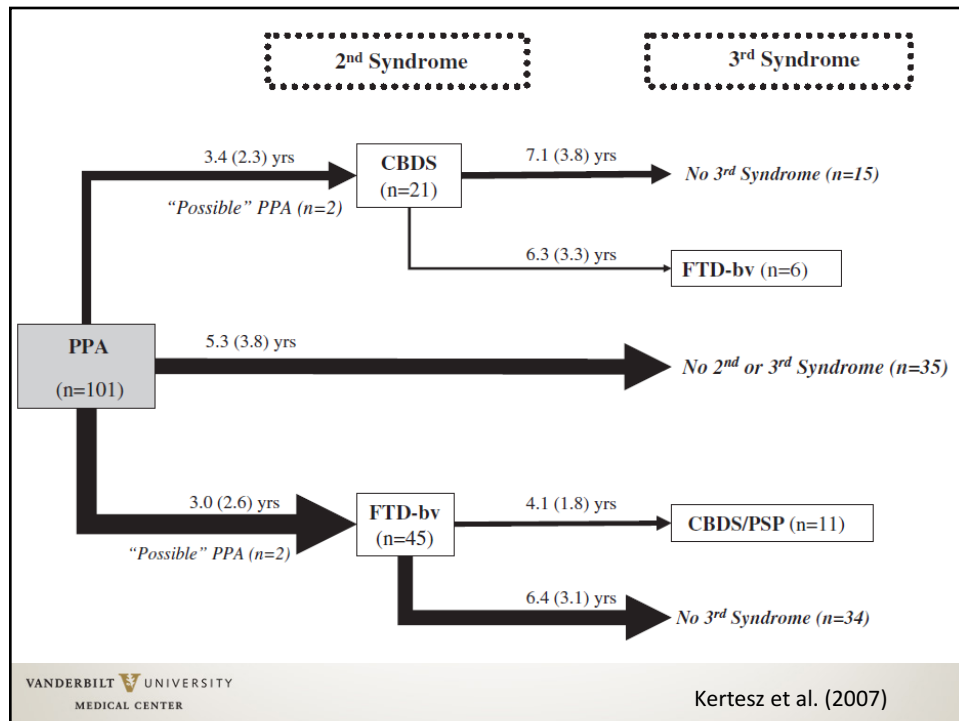 2nd Syndrome
3rd Syndrome
3.4 (2.3) yrs
"Possible" PPA (n=2)
CBDS
(n=21)
7.1 (3.8) yrs
No 3rd Syndrome (n=15)
6.3 (3.3) yrs
FTD-bv (n=6)
PPA
(n=101)
5.3 (3.8) yrs
No 2nd or 3rd Syndrome (n=35)
3.0 (2.6) yrs
"Possible" PPA (n=2)
FTD-bv
(n=45)
4.1 (1.8) yrs
CBDS/PSP (n=11)
6.4 (3.1) yrs
No 3rd Syndrome (n=34)
VANDERBILT UNIVERSITY
MEDICAL CENTER
Kertesz et al. (2007)